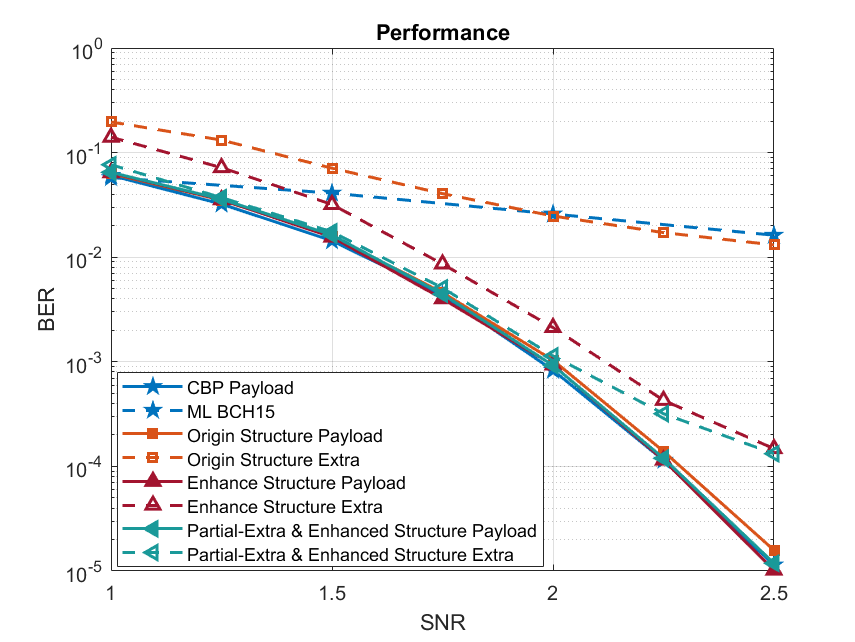 Performance
10^0
10^-1
10^-2
10^-3
10^-4
10^-5
BER
CBP Payload
ML BCH15
Origin Structure Payload
Origin Structure Extra
Enhance Structure Payload
Enhance Structure Extra
Partial-Extra & Enhanced Structure Payload
Partial-Extra & Enhanced Structure Extra
1 1.5 2 2.5
SNR